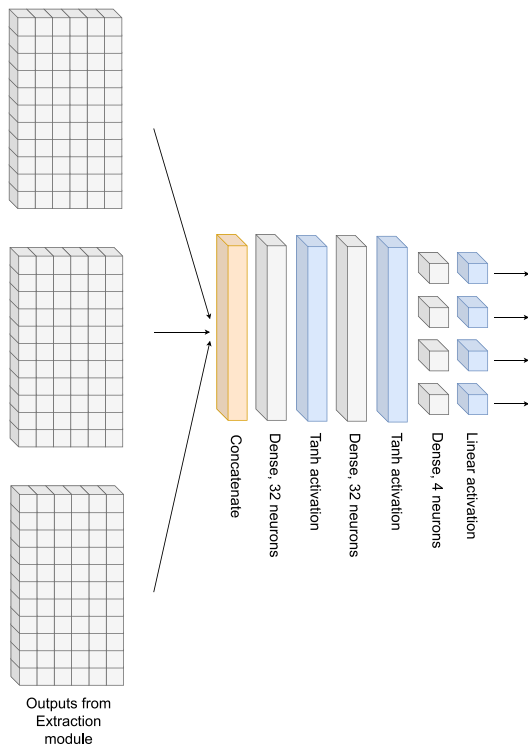 Concatenate
Dense, 32 neurons
Tanh activation
Dense, 32 neurons
Tanh activation
Dense, 4 neurons
Linear activation
Outputs from
Extraction
module